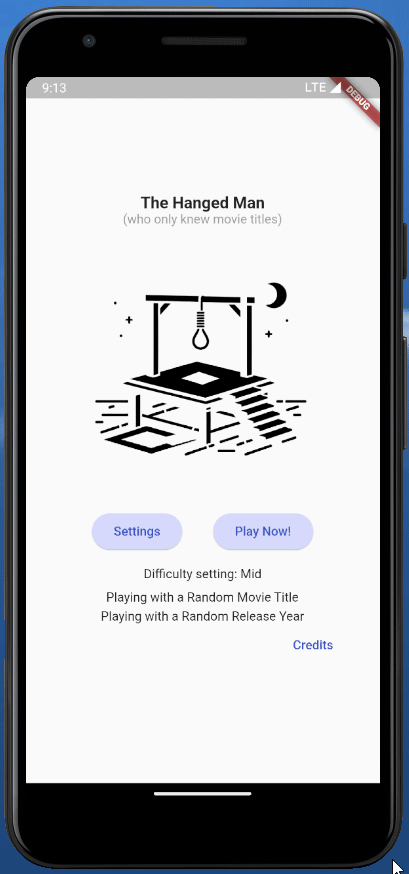 9:13 LTE
DEBUG
The Hanged Man
(who only knew movie titles)
Settings Play Now!
Difficulty setting: Mid
Playing with a Random Movie Title
Playing with a Random Release Year
Credits